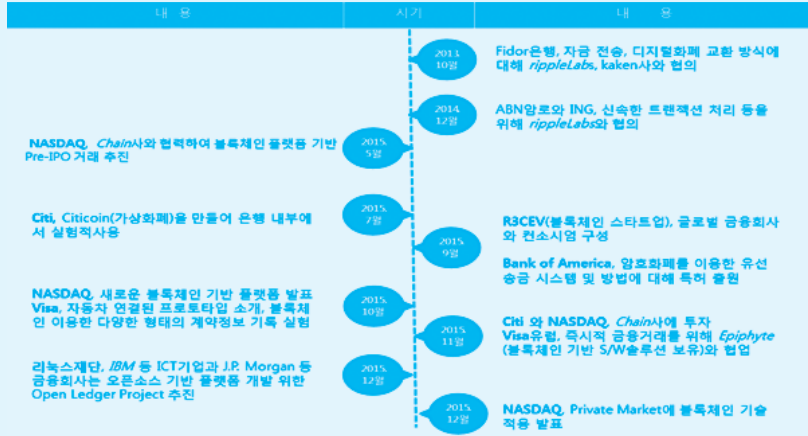 내 용 시 기 내 용
2013.
10월
Fidor은행, 자금 전송, 디지털화폐 교환 방식에
대해 rippleLabs, kaken사와 협의
2014.
12월
ABN암로와 ING, 신속한 트랜잭션 처리 등을
위해 rippleLabs와 협의
NASDAQ, Chain사와 협력하여 블록체인 플랫폼 기반
Pre-IPO 거래 추진
2015.
5월
Citi, Citicoin(가상화폐)을 만들어 은행 내부에
서 실험적사용
2015.
7월
2015.
9월
R3CEV(블록체인 스타트업), 글로벌 금융회사
와 컨소시엄 구성
Bank of America, 암호화폐를 이용한 유선
송금 시스템 및 방법에 대해 특허 출원
NASDAQ, 새로운 블록체인 기반 플랫폼 발표
Visa, 자동차 연결된 프로토타입 소개, 블록체
인 이용한 다양한 형태의 계약정보 기록 실험
2015.
10월
2015.
11월
Citi 와 NASDAQ, Chain사에 투자
Visa유럽, 즉시적 금융거래를 위해 Epiphyte
(블록체인 기반 S/W솔루션 보유)와 협업
리눅스재단, IBM 등 ICT기업과 J.P. Morgan 등
금융회사는 오픈소스 기반 플랫폼 개발 위한
Open Ledger Project 추진
2015.
12월
2015.
12월
NASDAQ, Private Market에 블록체인 기술
적용 발표